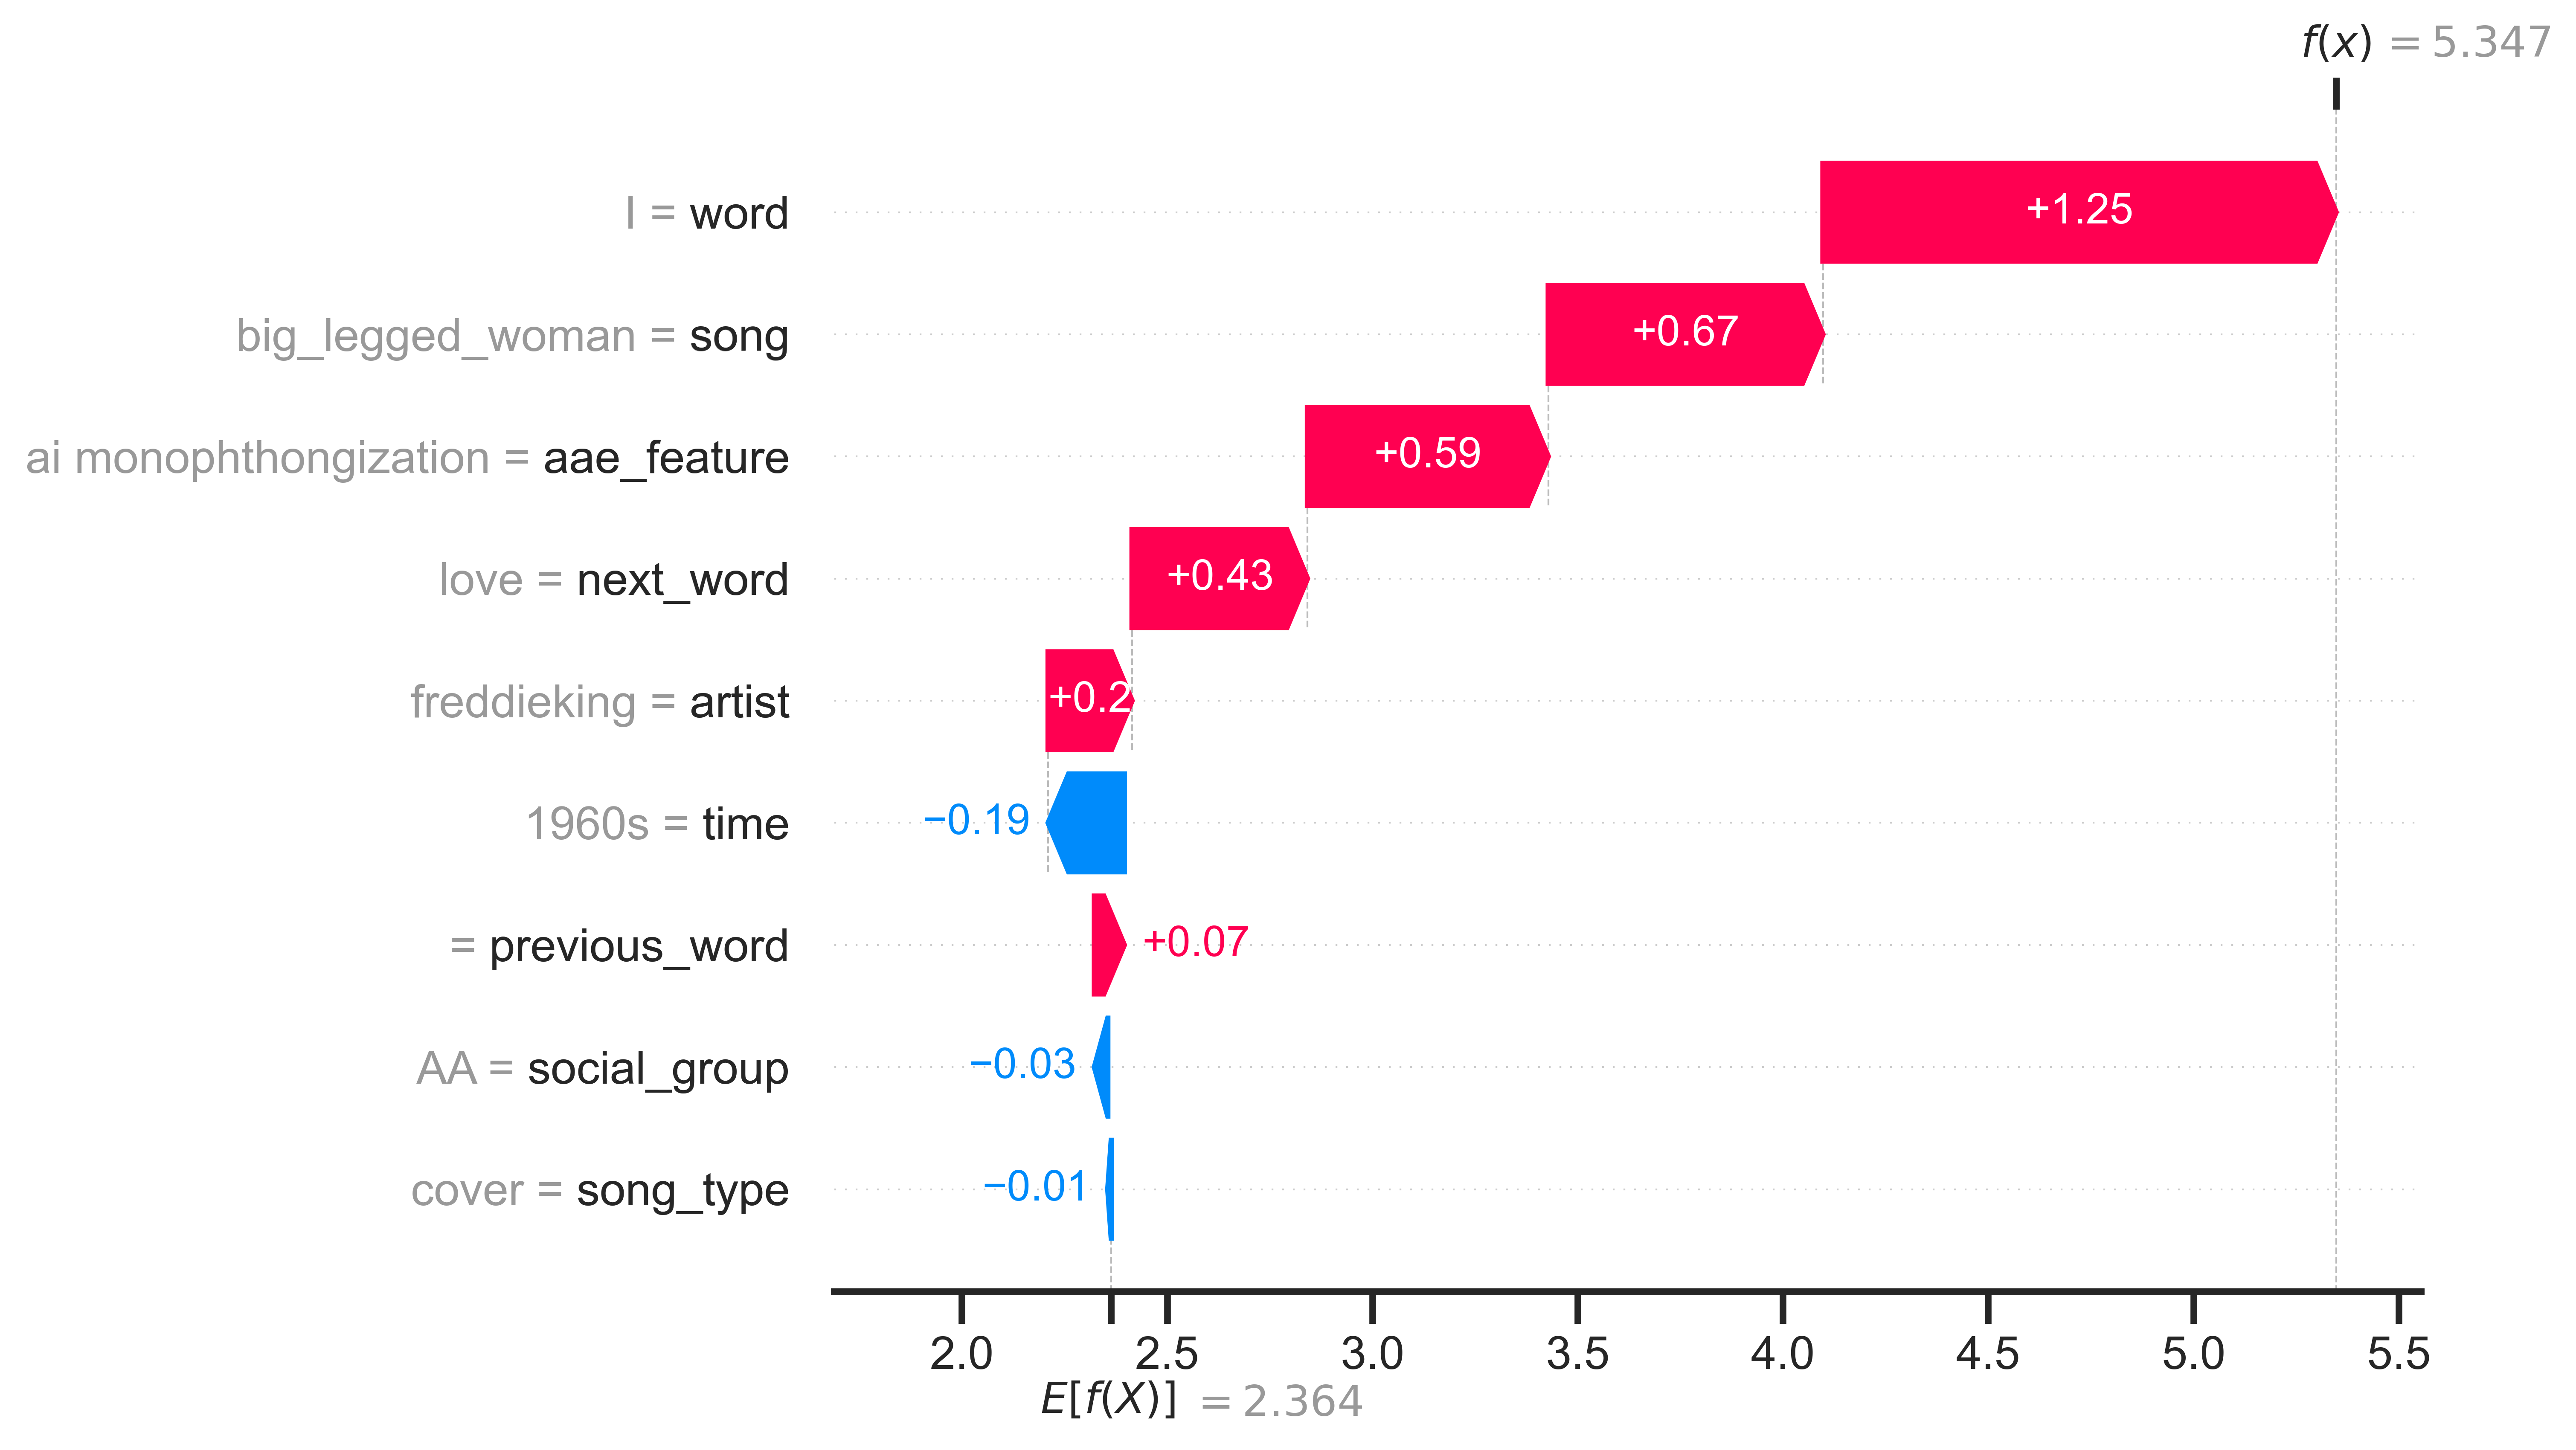 f(x) = 5.347
I = word +1.25
big_legged_woman = song +0.67
ai monophthongization = aae_feature +0.59
love = next_word +0.43
freddieking = artist +0.2
1960s = time −0.19
= previous_word +0.07
AA = social_group −0.03
cover = song_type −0.01
2.0 2.5 3.0 3.5 4.0 4.5 5.0 5.5
E[f(X)] = 2.364